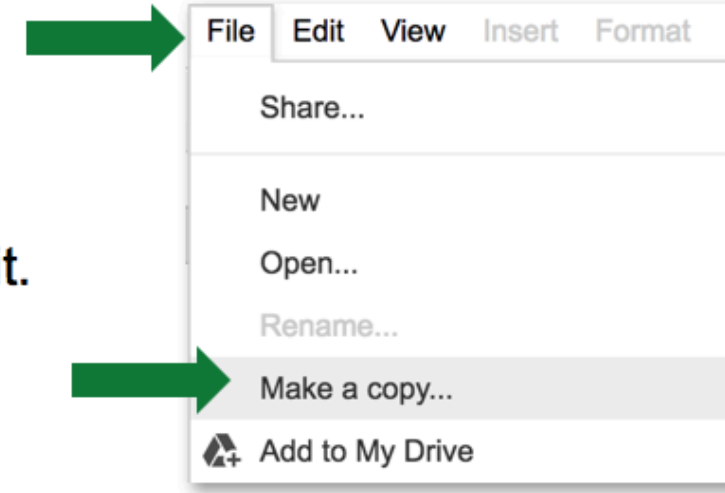 File Edit View Insert Format
Share...
New
Open...
t.
Rename...
Make a copy...
Add to My Drive